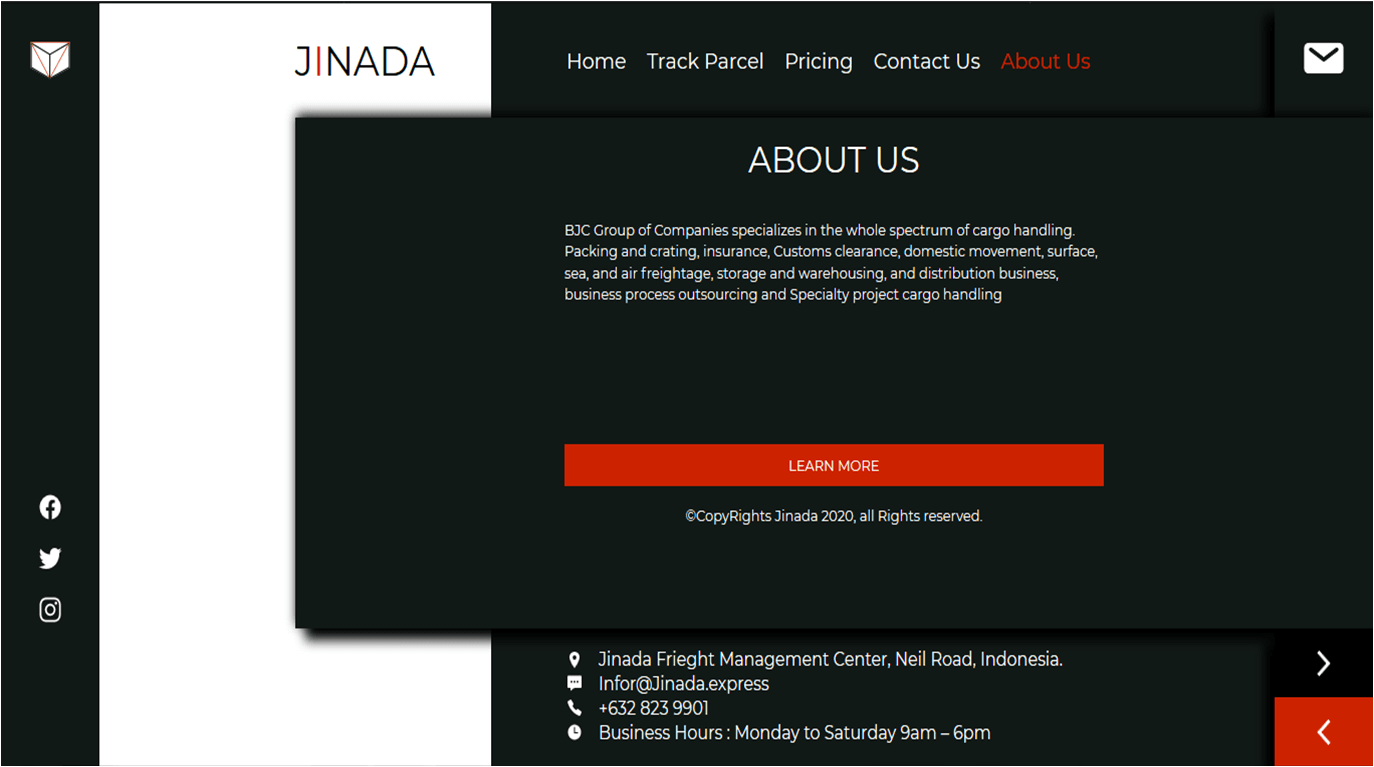 JINADA
Home Track Parcel Pricing Contact Us About Us
ABOUT US
BJC Group of Companies specializes in the whole spectrum of cargo handling.
Packing and crating, insurance, Customs clearance, domestic movement, surface,
sea, and air freightage, storage and warehousing, and distribution business,
business process outsourcing and Specialty project cargo handling
LEARN MORE
©CopyRights Jinada 2020, all Rights reserved.
Jinada Frieght Management Center, Neil Road, Indonesia.
Infor@Jinada.express
+632 823 9901
Business Hours : Monday to Saturday 9am – 6pm